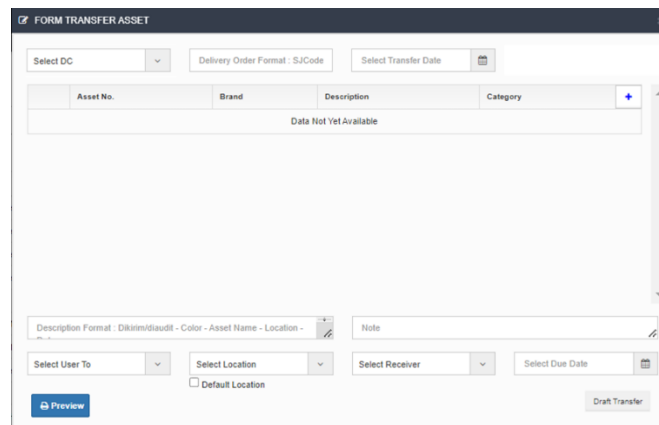 FORM TRANSFER ASSET
Select DC Delivery Order Format : SJCode Select Transfer Date
Asset No. Brand Description Category +
Data Not Yet Available
Description Format : Dikirim/diaudit - Color - Asset Name - Location - Note
Select User To Select Location Select Receiver Select Due Date
Default Location
Preview Draft Transfer